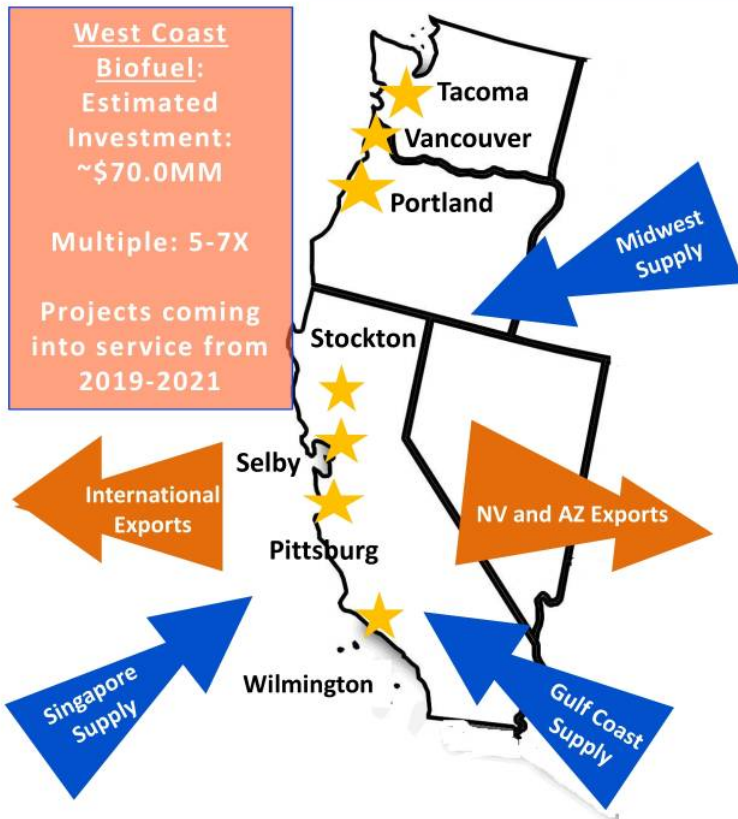 West Coast
Biofuel:
Estimated
Investment:
~$70.0MM
Multiple: 5-7X
Projects coming
into service from
2019-2021
Tacoma
Vancouver
Portland
Midwest
Supply
Stockton
Selby
International
Exports
NV and AZ Exports
Pittsburg
Wilmington
Singapore
Supply
Gulf Coast
Supply